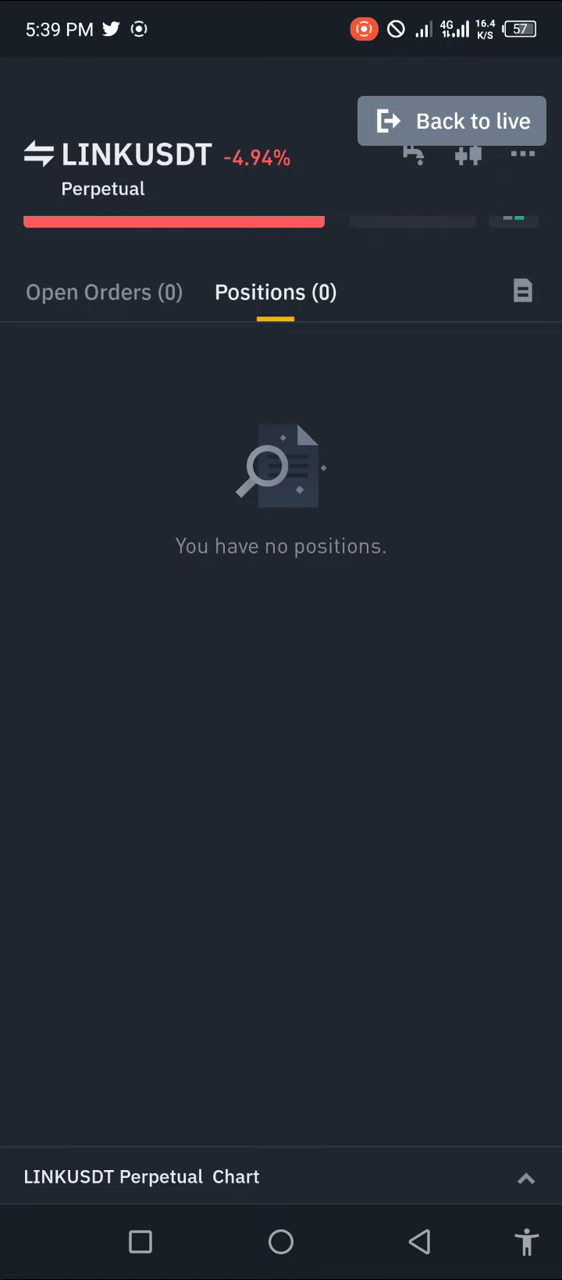 5:39 PM
4G
16.4
K/S
57
Back to live
LINKUSDT -4.94%
Perpetual
Open Orders (0) Positions (0)
You have no positions.
LINKUSDT Perpetual Chart